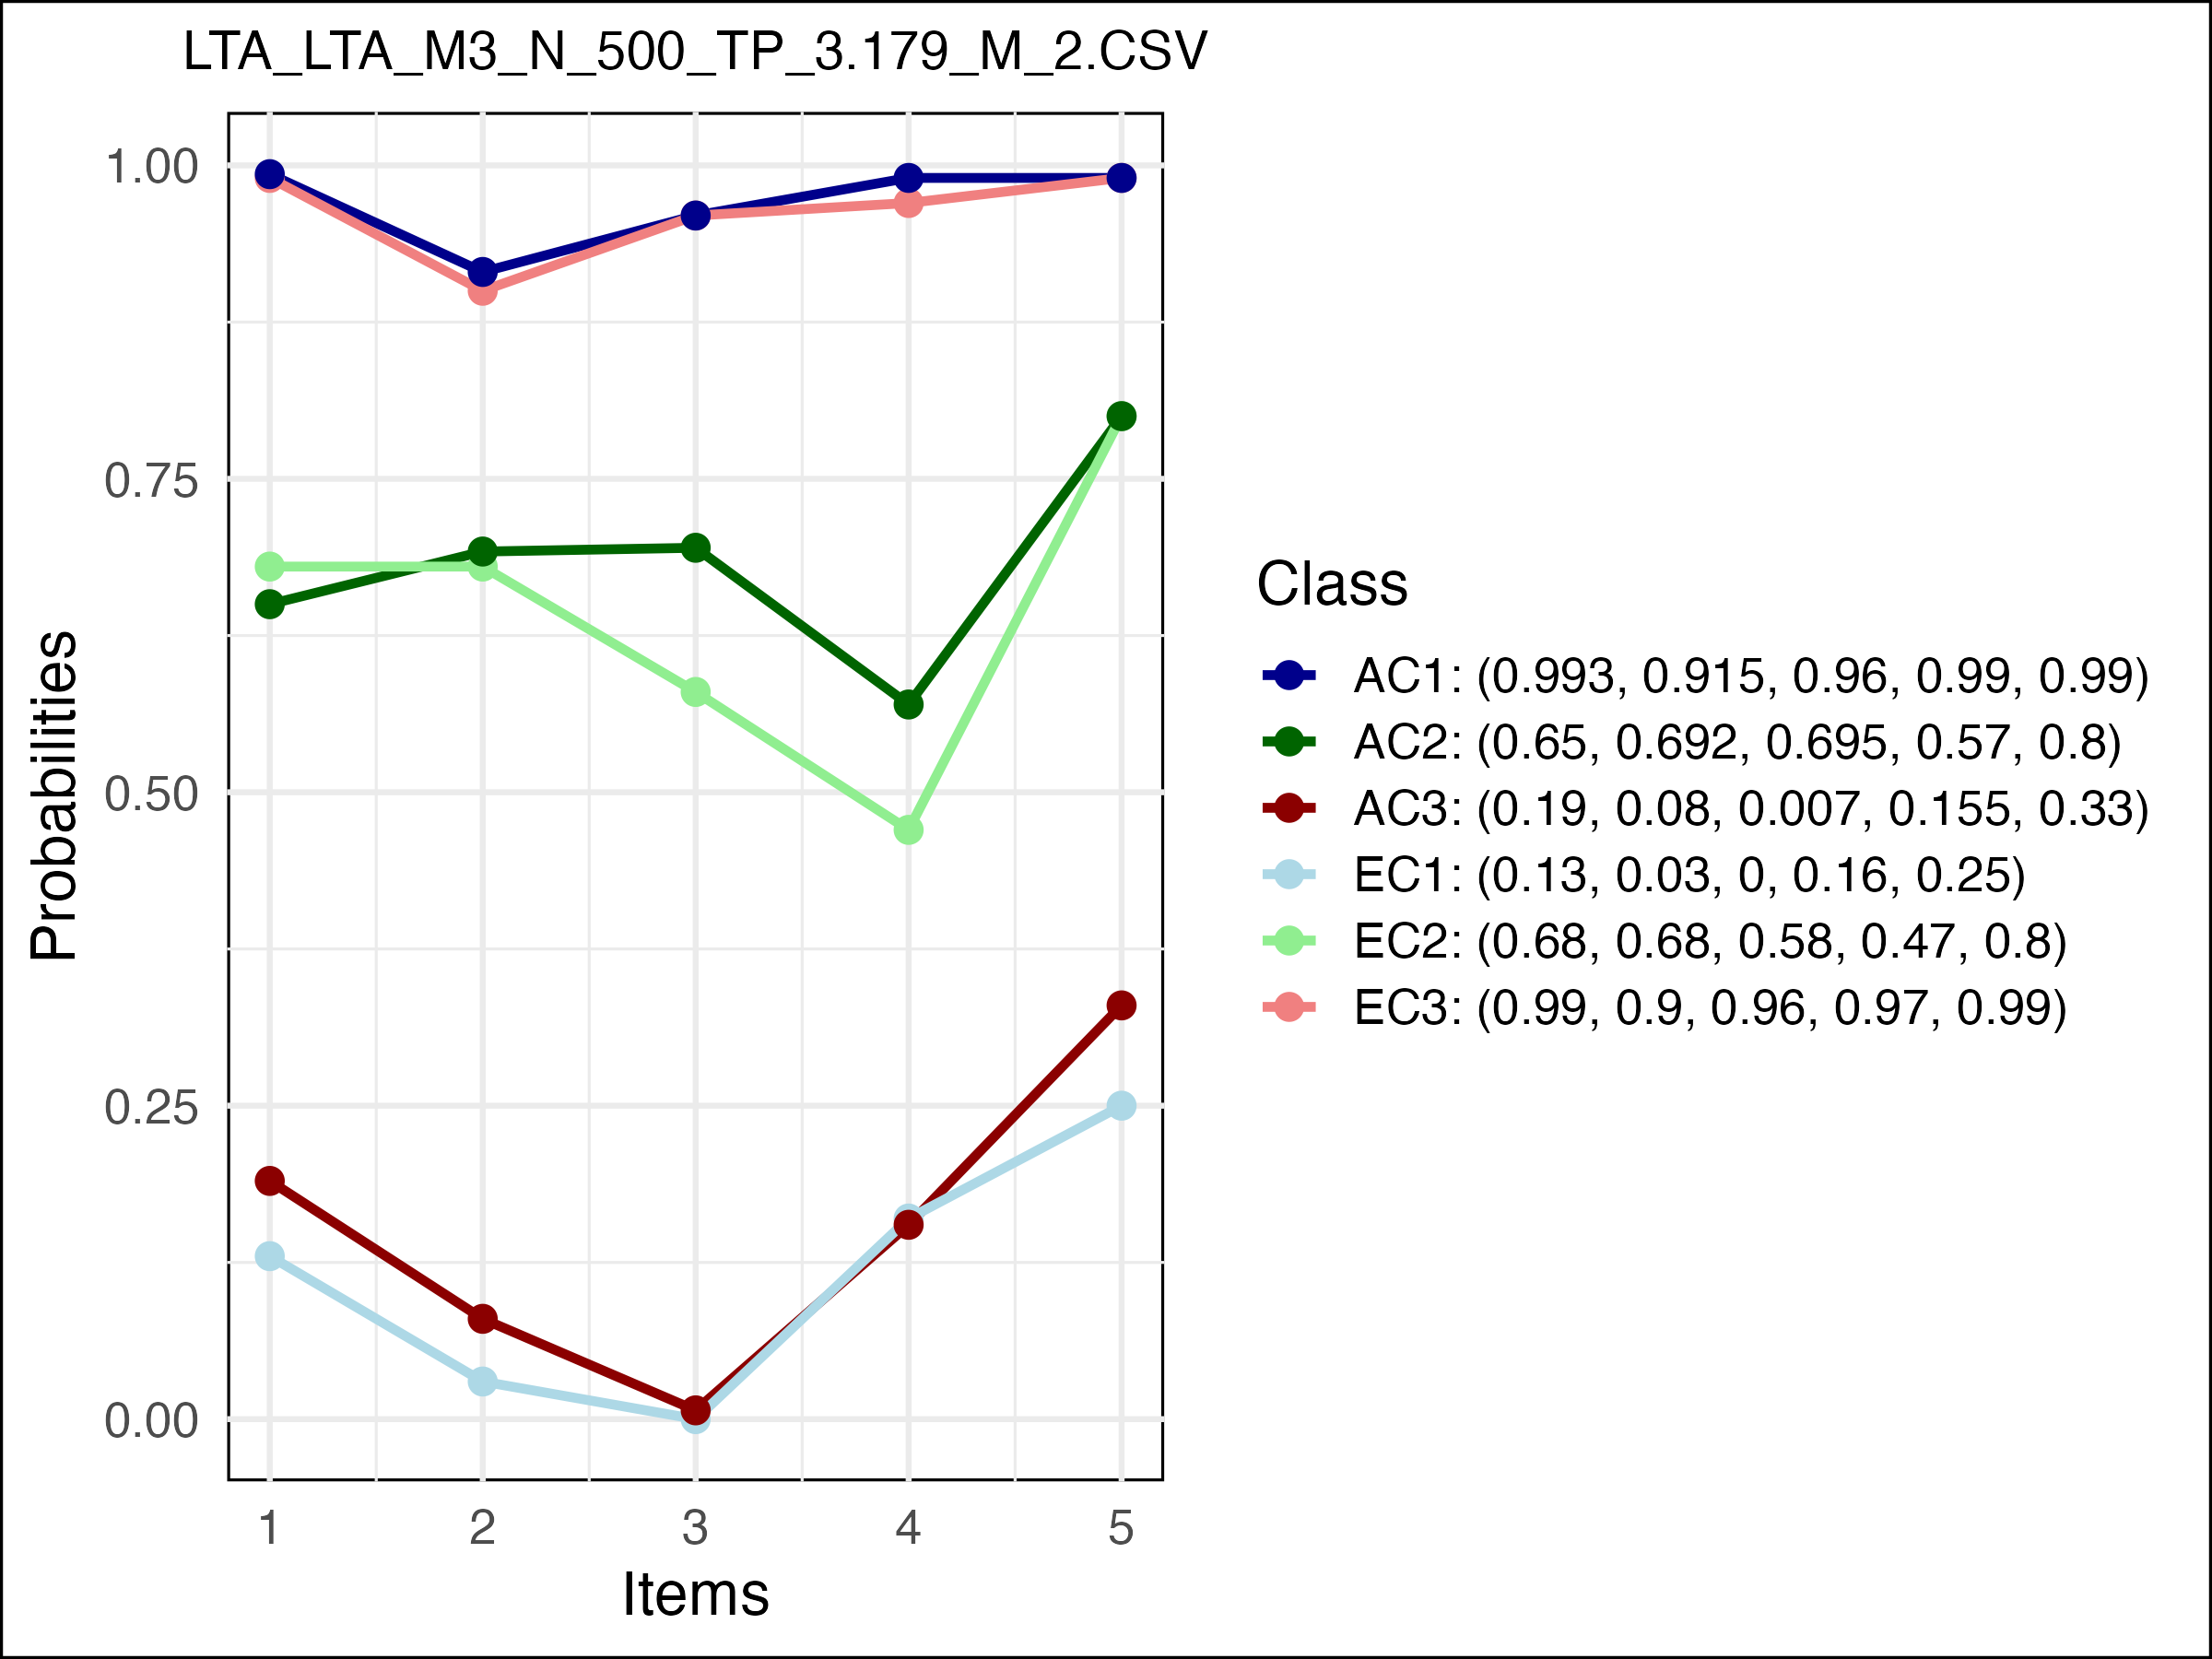 LTA_LTA_M3_N_500_TP_3.179_M_2.CSV
1.00
0.75
0.50
0.25
0.00
Probabilities
1 2 3 4 5
Items
Class
AC1: (0.993, 0.915, 0.96, 0.99, 0.99)
AC2: (0.65, 0.692, 0.695, 0.57, 0.8)
AC3: (0.19, 0.08, 0.007, 0.155, 0.33)
EC1: (0.13, 0.03, 0, 0.16, 0.25)
EC2: (0.68, 0.68, 0.58, 0.47, 0.8)
EC3: (0.99, 0.9, 0.96, 0.97, 0.99)